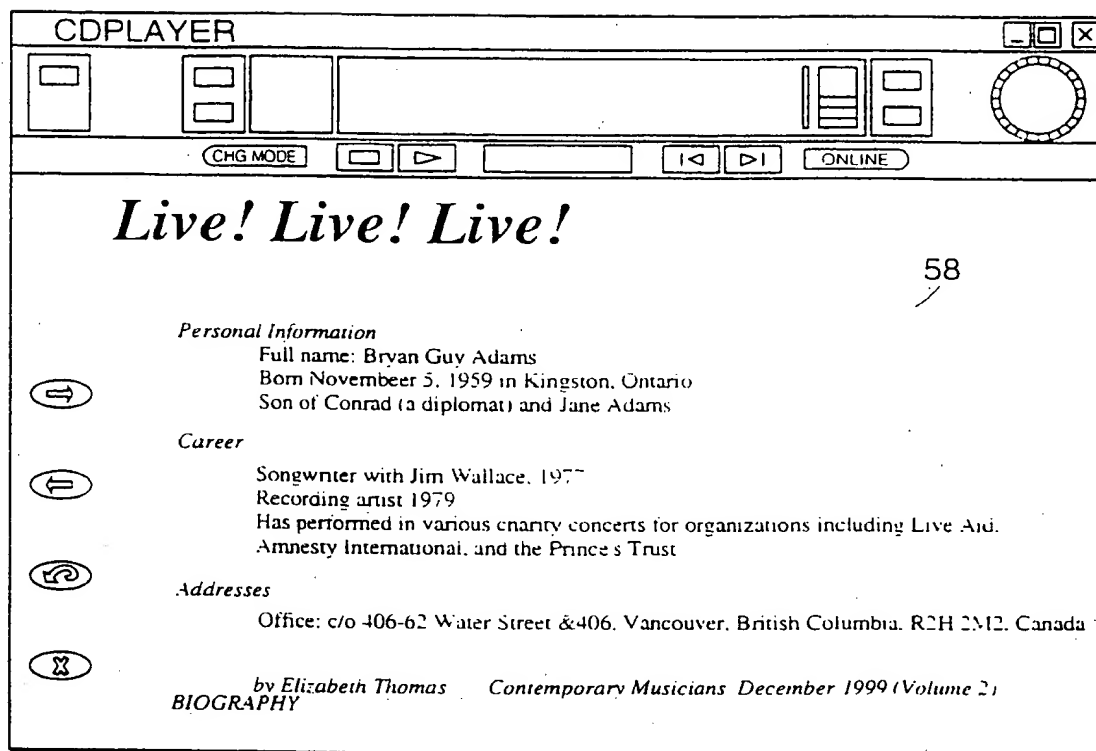 CDPLAYER
CHG MODE
ONLINE
Live! Live! Live!
58
Personal Information
Full name: Bryan Guy Adams
Born Novembeer 5, 1959 in Kingston, Ontario
Son of Conrad (a diplomat) and Jane Adams
Career
Songwriter with Jim Wallace, 1977
Recording artist 1979
Has performed in various charity concerts for organizations including Live Aid.
Amnesty International, and the Prince's Trust
Addresses
Office: c/o 406-62 Water Street &406, Vancouver, British Columbia. R2H 2M2, Canada
by Elizabeth Thomas Contemporary Musicians December 1999 (Volume 2)
BIOGRAPHY